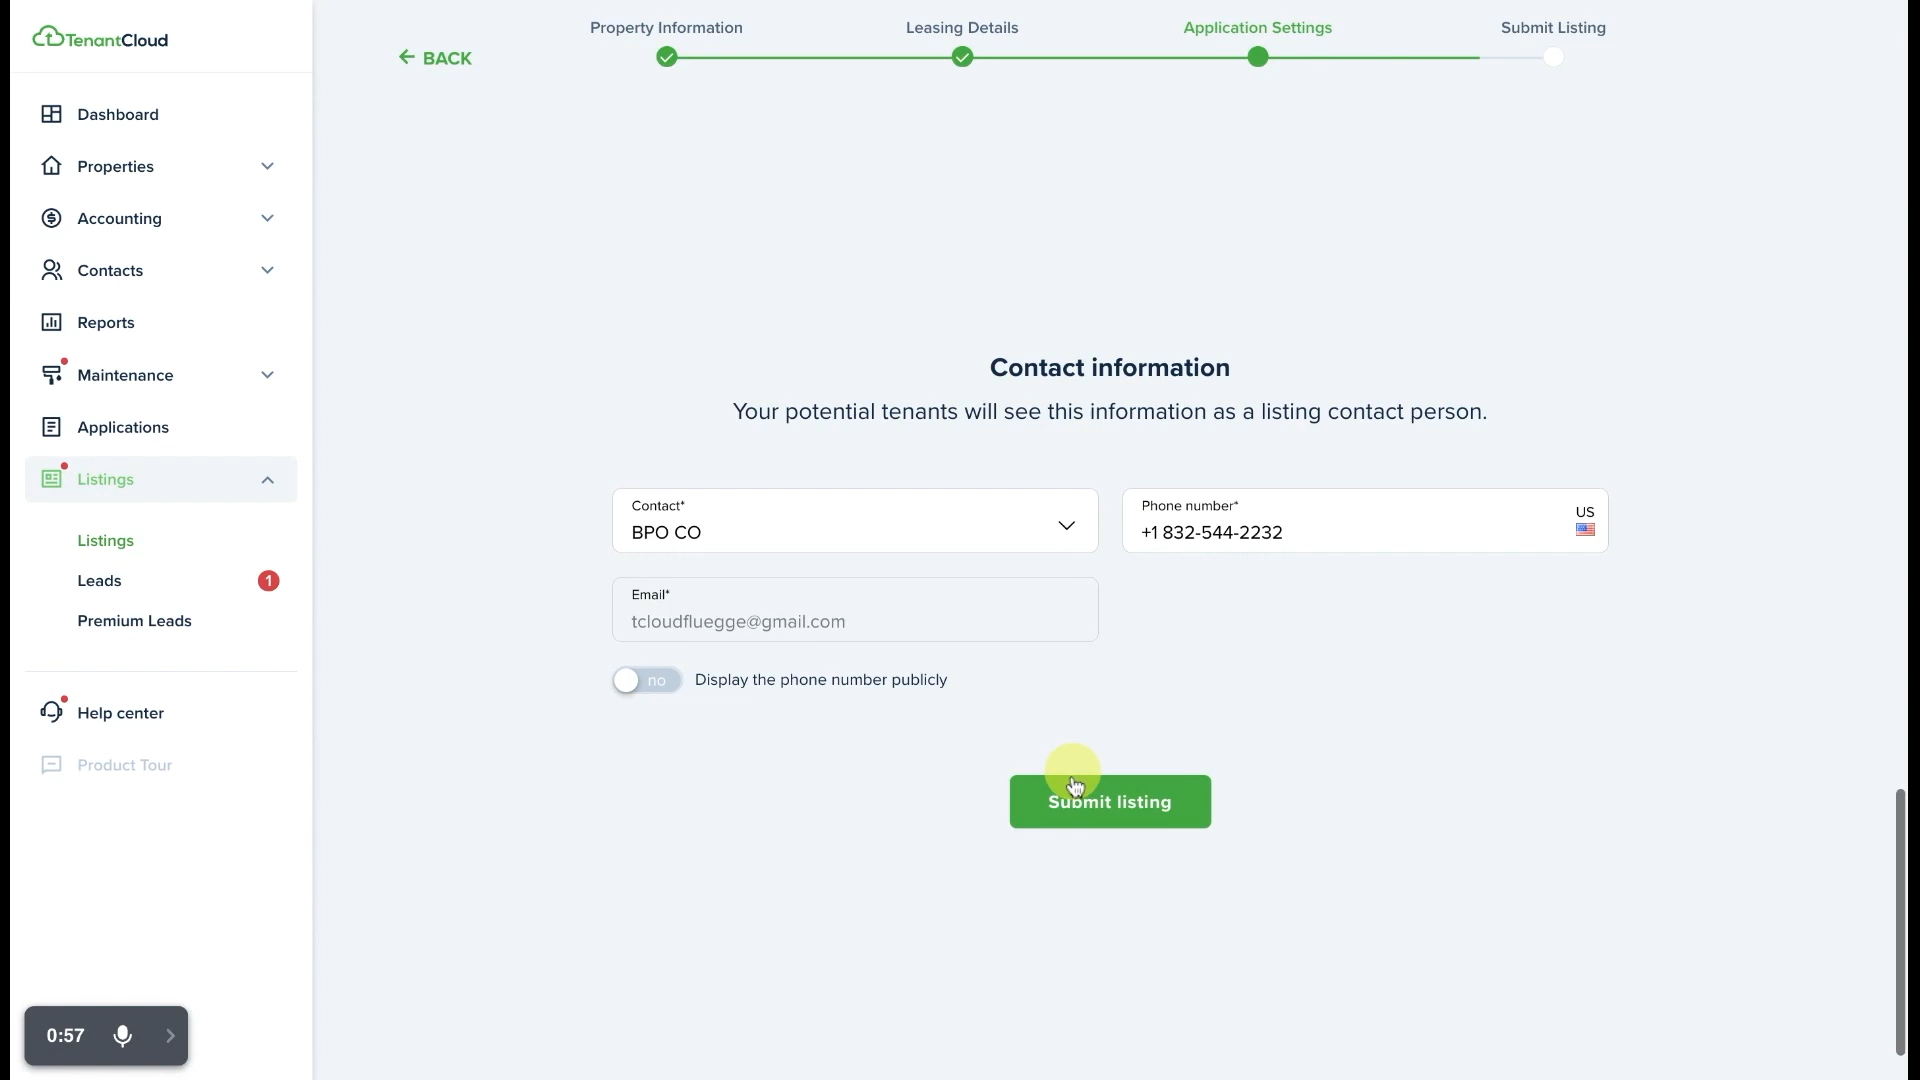 TenantCloud
Dashboard
Properties
Accounting
Contacts
Reports
Maintenance
Applications
Listings
Listings
Leads 1
Premium Leads
Help center
Product Tour
0:57
BACK
Property Information
Leasing Details
Application Settings
Submit Listing
Contact information
Your potential tenants will see this information as a listing contact person.
Contact*
BPO CO
Phone number*
+1 832-544-2232
US
Email*
tcloudfluegge@gmail.com
no Display the phone number publicly
Submit listing